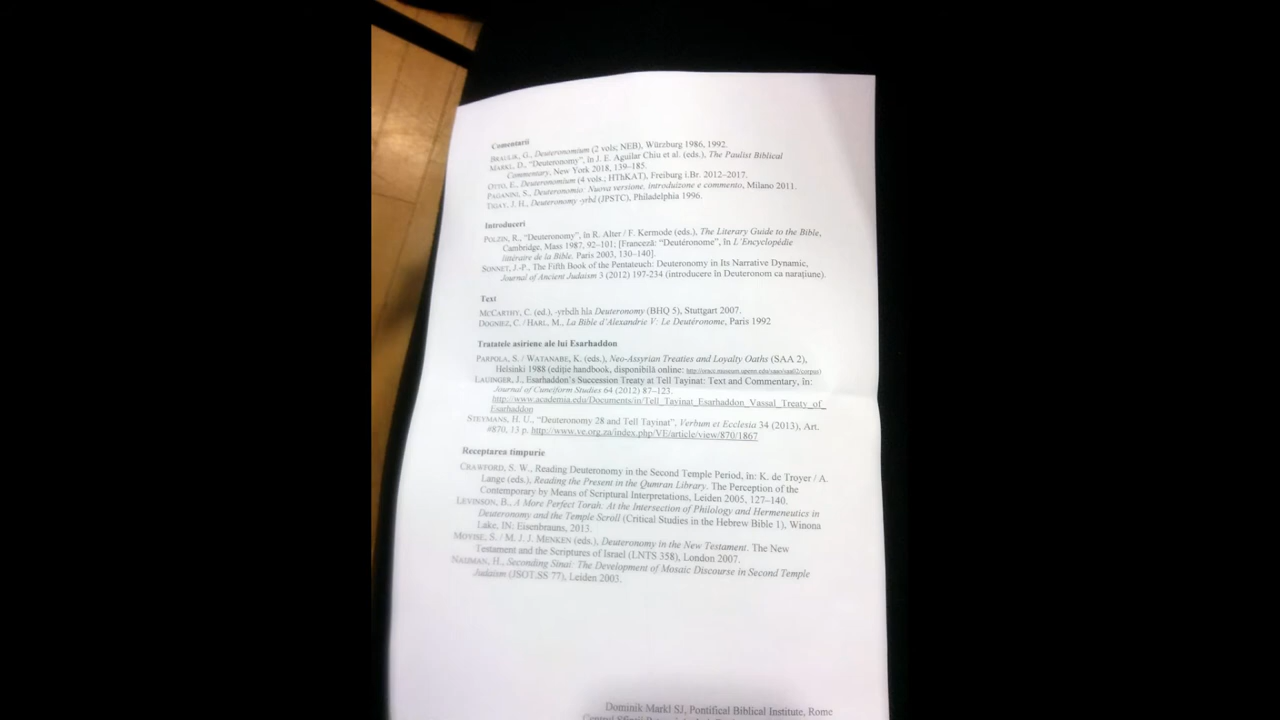 Comentarii
BRAULIK, G., Deuteronomium (2 vols; NEB), Würzburg 1986, 1992.
MARKL, D., “Deuteronomy”, în J. E. Aguilar Chiu et al. (eds.), The Paulist Biblical
Commentary, New York 2018, 139–185.
OTTO, E., Deuteronomium (4 vols.; HThKAT), Freiburg i.Br. 2012–2017.
PAGANINI, S., Deuteronomio. Nuova versione, introduizone e commento, Milano 2011.
TIGAY, J. H., Deuteronomy -yrbd (JPSTC), Philadelphia 1996.
Introduceri
POLZIN, R., “Deuteronomy”, în R. Alter / F. Kermode (eds.), The Literary Guide to the Bible,
Cambridge, Mass 1987, 92–101; [Franceză: “Deutéronome”, în L’Encyclopédie
littéraire de la Bible, Paris 2003, 130–140].
SONNET, J.-P., The Fifth Book of the Pentateuch: Deuteronomy in Its Narrative Dynamic,
Journal of Ancient Judaism 3 (2012) 197-234 (introducere în Deuteronom ca narațiune).
Text
MCCARTHY, C. (ed.), -yrbdh hla Deuteronomy (BHQ 5), Stuttgart 2007.
DOGNIEZ, C. / HARL, M., La Bible d’Alexandrie V: Le Deutéronome, Paris 1992
Tratatele asiriene ale lui Esarhaddon
PARPOLA, S. / WATANABE, K. (eds.), Neo-Assyrian Treaties and Loyalty Oaths (SAA 2),
Helsinki 1988 (ediție handbook, disponibilă online: http://oracc.museum.upenn.edu/saao/saa02/corpus)
LAUINGER, J., Esarhaddon’s Succession Treaty at Tell Tayinat: Text and Commentary, în:
Journal of Cuneiform Studies 64 (2012) 87–123.
http://www.academia.edu/Documents/in/Tell_Tayinat_Esarhaddon_Vassal_Treaty_of_
Esarhaddon
STEYMANS, H. U., “Deuteronomy 28 and Tell Tayinat”, Verbum et Ecclesia 34 (2013), Art.
#870, 13 p. http://www.ve.org.za/index.php/VE/article/view/870/1867
Receptarea timpurie
CRAWFORD, S. W., Reading Deuteronomy in the Second Temple Period, în: K. de Troyer / A.
Lange (eds.), Reading the Present in the Qumran Library. The Perception of the
Contemporary by Means of Scriptural Interpretations, Leiden 2005, 127–140.
LEVINSON, B., A More Perfect Torah: At the Intersection of Philology and Hermeneutics in
Deuteronomy and the Temple Scroll (Critical Studies in the Hebrew Bible 1), Winona
Lake, IN: Eisenbrauns, 2013.
MOYISE, S. / M. J. J. MENKEN (eds.), Deuteronomy in the New Testament. The New
Testament and the Scriptures of Israel (LNTS 358), London 2007.
NAJMAN, H., Seconding Sinai: The Development of Mosaic Discourse in Second Temple
Judaism (JSOT.SS 77), Leiden 2003.
Dominik Markl SJ, Pontifical Biblical Institute, Rome